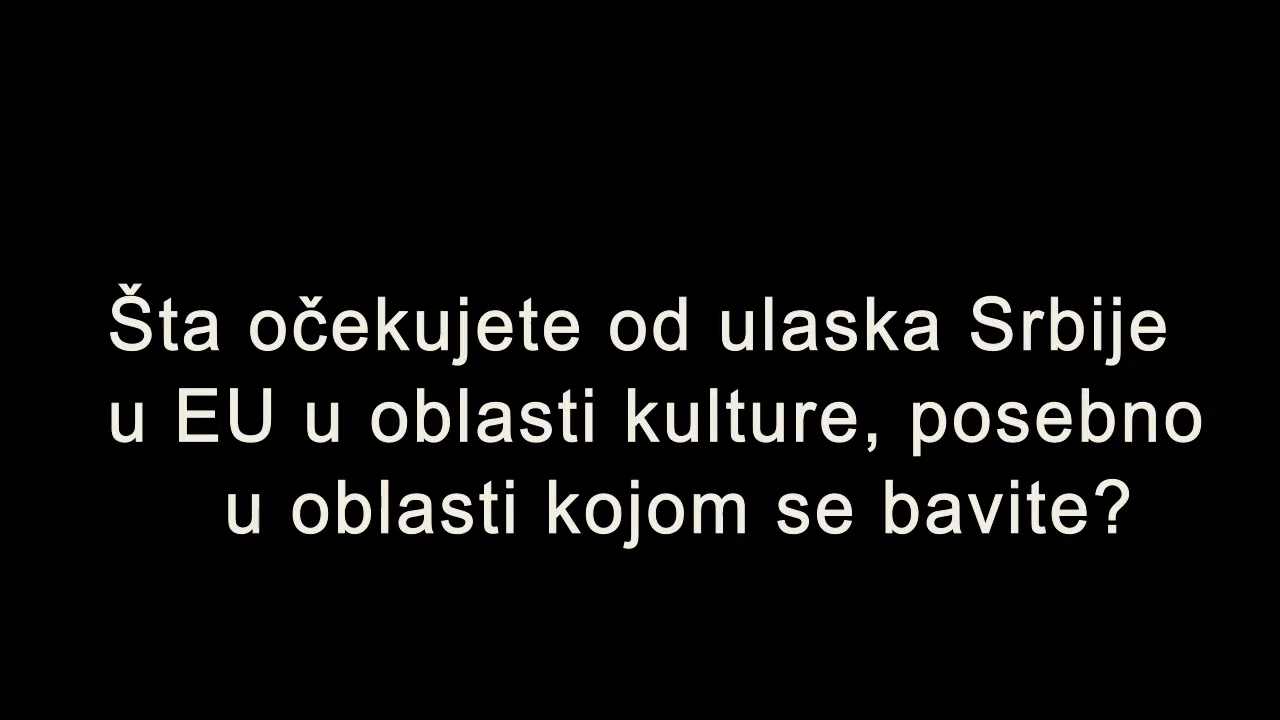 Šta očekujete od ulaska Srbije
u EU u oblasti kulture, posebno
u oblasti kojom se bavite?